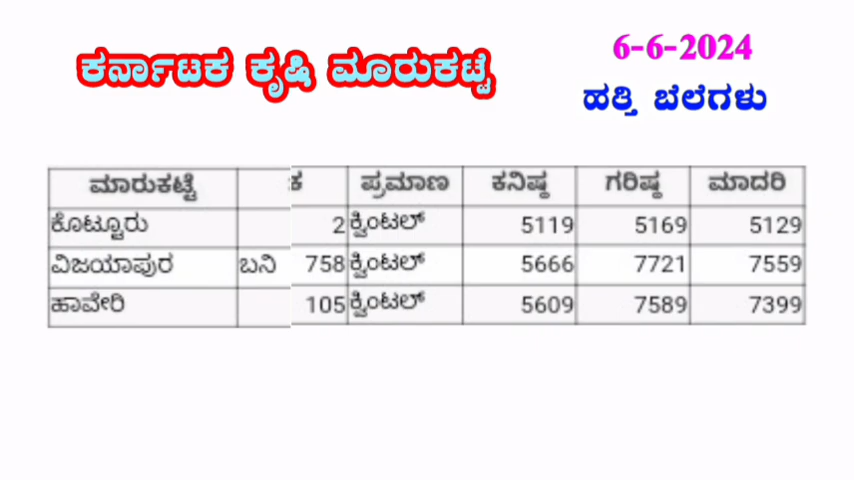 ಕರ್ನಾಟಕ ಕೃಷಿ ಮಾರುಕಟ್ಟೆ
6-6-2024
ಹತ್ತಿ ಬೆಲೆಗಳು
ಮಾರುಕಟ್ಟೆ ಕ ಪ್ರಮಾಣ ಕನಿಷ್ಠ ಗರಿಷ್ಠ ಮಾದರಿ
ಕೊಟ್ಟೂರು 2 ಕ್ವಿಂಟಲ್ 5119 5169 5129
ವಿಜಯಾಪುರ ಬನಿ 758 ಕ್ವಿಂಟಲ್ 5666 7721 7559
ಹಾವೇರಿ 105 ಕ್ವಿಂಟಲ್ 5609 7589 7399